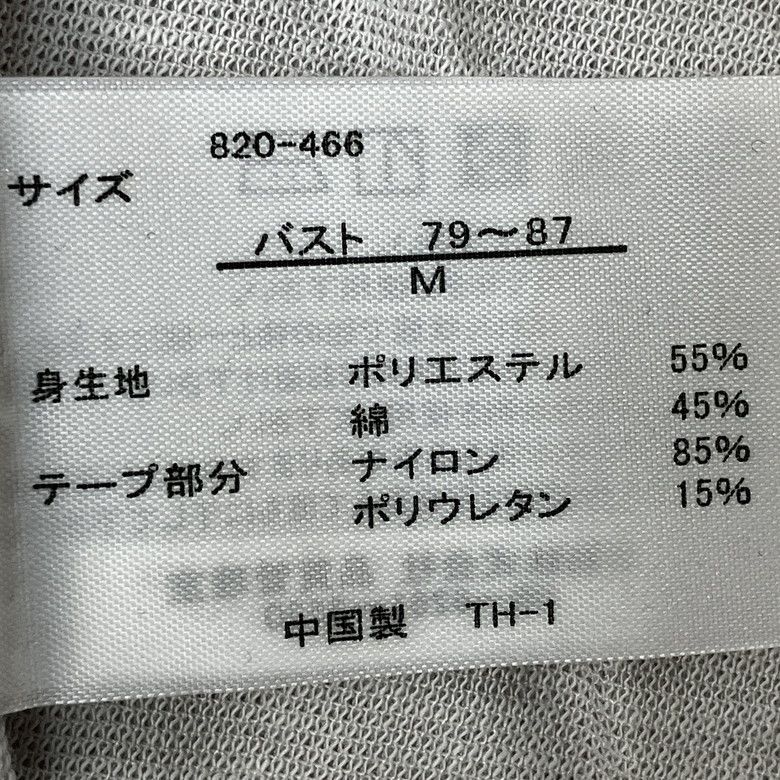 820-466
サイズ
バスト 79〜87
M
身生地 ポリエステル 55%
綿 45%
テープ部分 ナイロン 85%
ポリウレタン 15%
中国製 TH-1